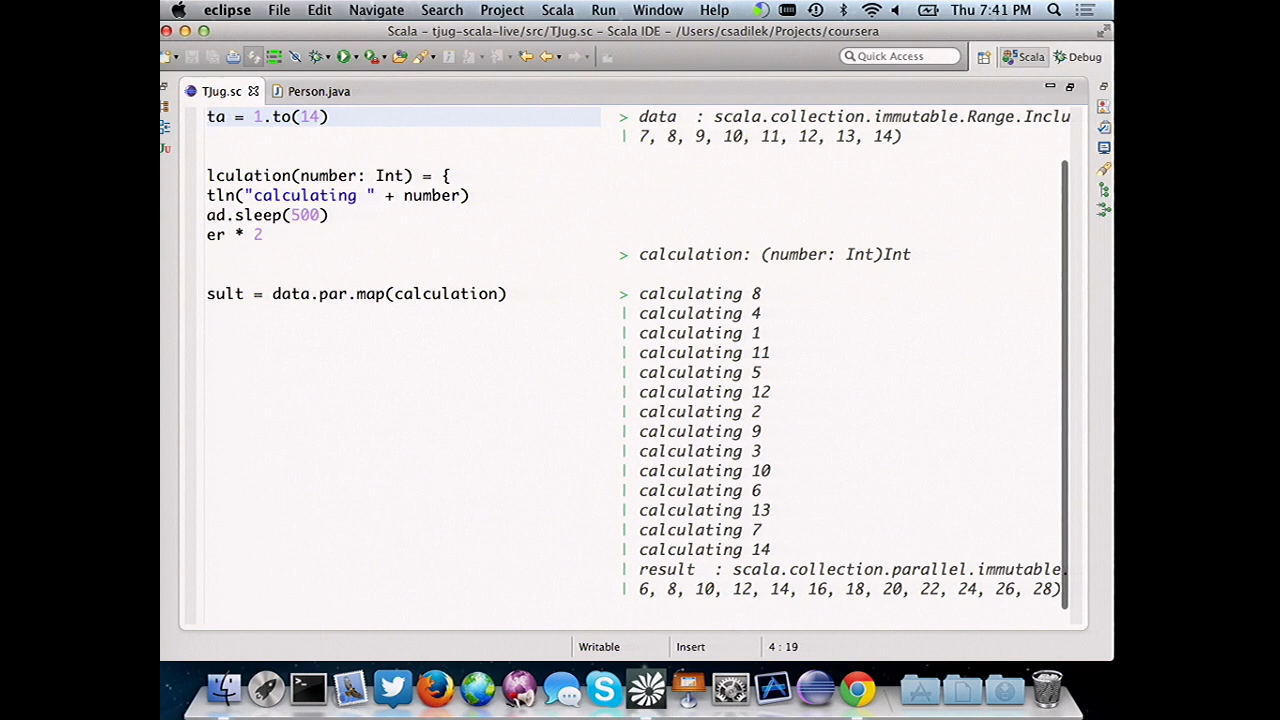 eclipse File Edit Navigate Search Project Scala Run Window Help Thu 7:41 PM
Scala - tjug-scala-live/src/TJug.sc - Scala IDE - /Users/csadilek/Projects/coursera
Quick Access Scala Debug
TJug.sc Person.java
ta = 1.to(14)
> data : scala.collection.immutable.Range.Inclu
| 7, 8, 9, 10, 11, 12, 13, 14)
lculation(number: Int) = {
tln("calculating " + number)
ad.sleep(500)
er * 2
> calculation: (number: Int)Int
sult = data.par.map(calculation)
> calculating 8
| calculating 4
| calculating 1
| calculating 11
| calculating 5
| calculating 12
| calculating 2
| calculating 9
| calculating 3
| calculating 10
| calculating 6
| calculating 13
| calculating 7
| calculating 14
| result : scala.collection.parallel.immutable.
| 6, 8, 10, 12, 14, 16, 18, 20, 22, 24, 26, 28)
Writable Insert 4 : 19